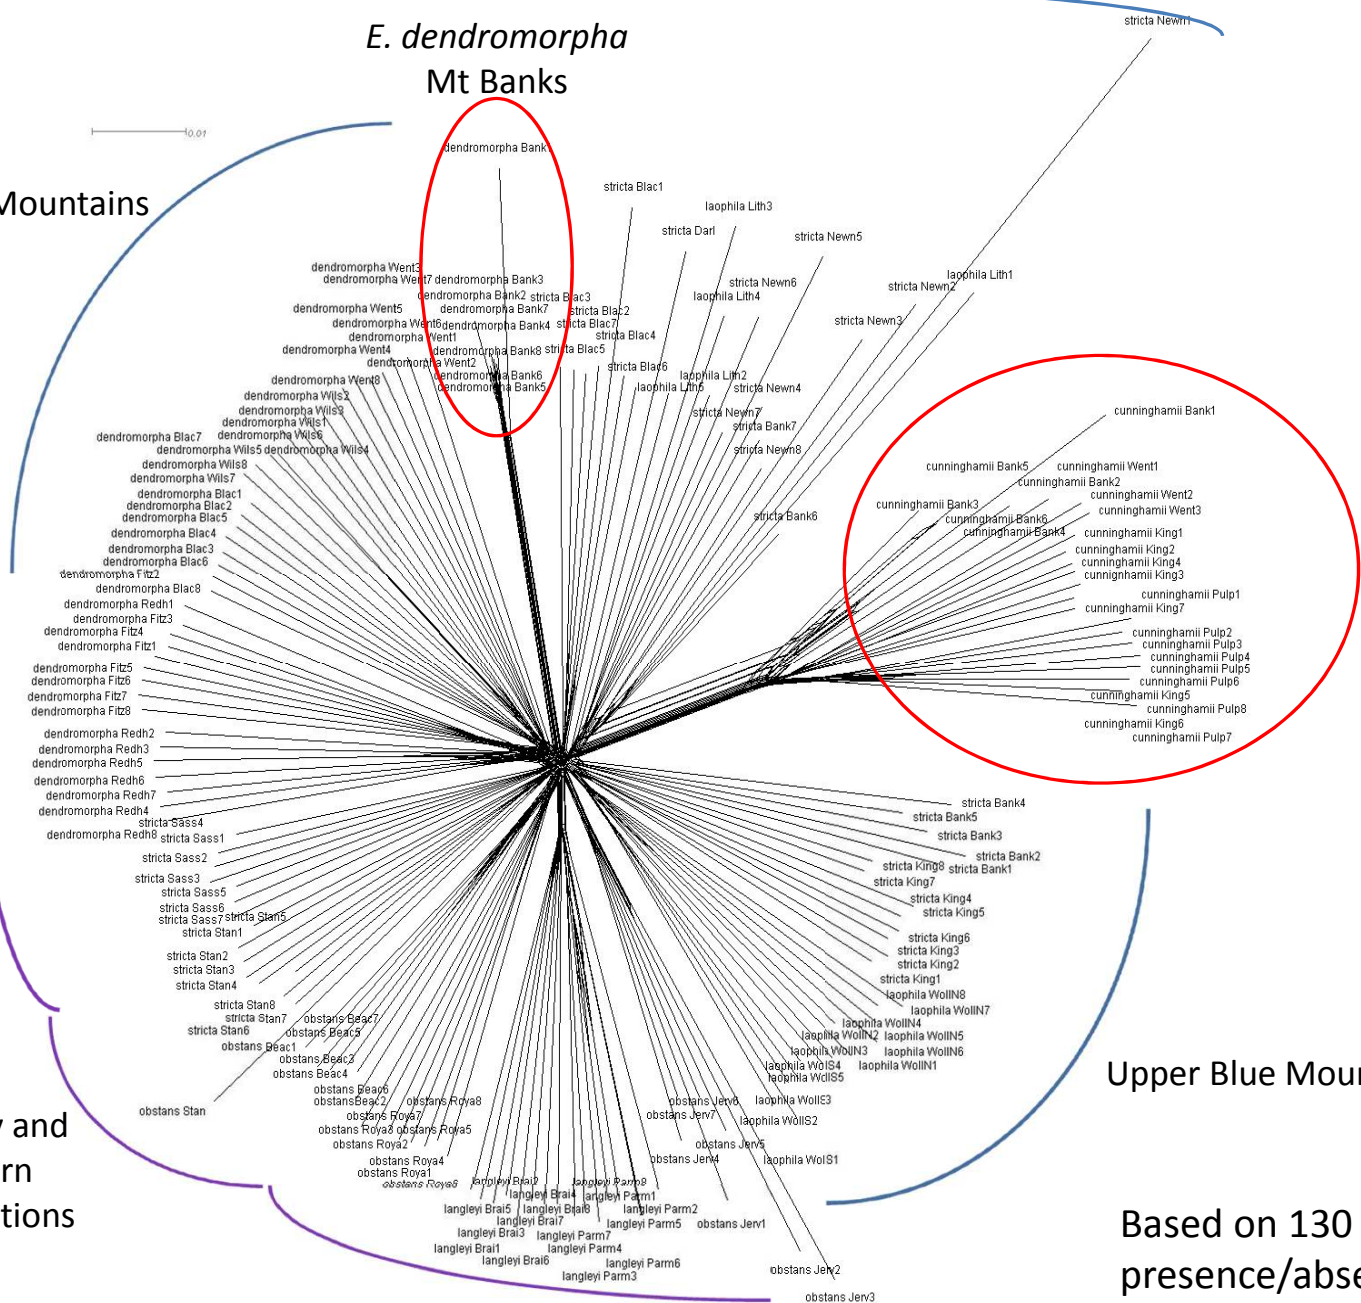 stricta Newn1
E. dendromorpha
Mt Banks
0.01
dendromorpha Bank1
stricta Blac1
Mountains
laophila Lith3
stricta Darl
stricta Newn5
dendromorpha Went3
dendromorpha Went7
dendromorpha Bank3
stricta Newn6
laophila Lith1
stricta Newn2
dendromorpha Bank2
stricta Blac3
laophila Lith4
dendromorpha Went5
dendromorpha Bank7
stricta Blac2
stricta Newn3
dendromorpha Went6
dendromorpha Bank4
stricta Blac7
dendromorpha Went1
stricta Blac4
dendromorpha Went4
dendromorpha Bank8
stricta Blac5
dendromorpha Went2
stricta Blac6
dendromorpha Went8
dendromorpha Bank6
laophila Lith2
dendromorpha Bank5
laophila Lith5
stricta Newn4
dendromorpha Wils2
dendromorpha Wils3
stricta Newn7
cunninghamii Bank1
dendromorpha Wils1
stricta Bank7
dendromorpha Blac7
dendromorpha Wils6
dendromorpha Wils5
dendromorpha Wils4
stricta Newn8
dendromorpha Wils8
cunninghamii Bank5
cunninghamii Went1
dendromorpha Wils7
cunninghamii Bank2
dendromorpha Blac1
cunninghamii Went2
dendromorpha Blac2
cunninghamii Bank3
cunninghamii Went3
dendromorpha Blac5
stricta Bank6
cunninghamii Bank6
dendromorpha Blac4
cunninghamii Bank4
cunninghamii King1
dendromorpha Blac3
cunninghamii King2
dendromorpha Blac6
cunninghamii King4
dendromorpha Fitz2
cunnignhamii King3
dendromorpha Blac8
cunninghamii Pulp1
dendromorpha Redh1
cunninghamii King7
dendromorpha Fitz3
dendromorpha Fitz4
cunninghamii Pulp2
dendromorpha Fitz1
cunninghamii Pulp3
cunninghamii Pulp4
dendromorpha Fitz5
cunninghamii Pulp5
dendromorpha Fitz6
cunninghamii Pulp6
dendromorpha Fitz7
cunninghamii King5
dendromorpha Fitz8
cunninghamii Pulp8
cunninghamii King6
dendromorpha Redh2
cunninghamii Pulp7
dendromorpha Redh3
dendromorpha Redh5
dendromorpha Redh6
dendromorpha Redh7
stricta Bank4
dendromorpha Redh4
stricta Bank5
stricta Sass4
dendromorpha Redh8
stricta Sass1
stricta Bank3
stricta Sass2
stricta Bank2
stricta King8
stricta Bank1
stricta Sass3
stricta King7
stricta Sass5
stricta King4
stricta Sass6
stricta King5
stricta Sass7
stricta Stan5
stricta Stan1
stricta King6
stricta King3
stricta Stan2
stricta King2
stricta Stan3
stricta King1
stricta Stan4
laophila WollN8
stricta Stan8
laophila WollN7
stricta Stan7
obstans Beac7
laophila WollN4
stricta Stan6
obstans Beac5
laophila WollN2
laophila WollN5
obstans Beac1
laophila WollN3
laophila WollN6
obstans Beac3
laophila WolS4
laophila WollN1
obstans Beac4
laophila WollS5
Upper Blue Mour
obstans Beac6
obstansBeac2
obstans Roya8
obstans Jerv6
laophila WollS3
obstans Stan
obstans Roya7
obstans Jerv7
laophila WollS2
y and
obstans Roya3
obstans Roya5
obstans Roya2
obstans Jerv5
rn
obstans Roya4
obstans Jerv4
laophila WolS1
obstans Roya1
obstans Roya6
langleyi Brai2
langleyi Parm8
tions
langleyi Brai4
langleyi Parm1
langleyi Brai5
langleyi Brai8
langleyi Parm2
langleyi Brai7
langleyi Parm5
obstans Jerv1
Based on 130
langleyi Brai3
langleyi Parm7
langleyi Brai1
langleyi Parm4
langleyi Brai6
langleyi Parm6
langleyi Parm3
obstans Jerv2
presence/abse
obstans Jerv3